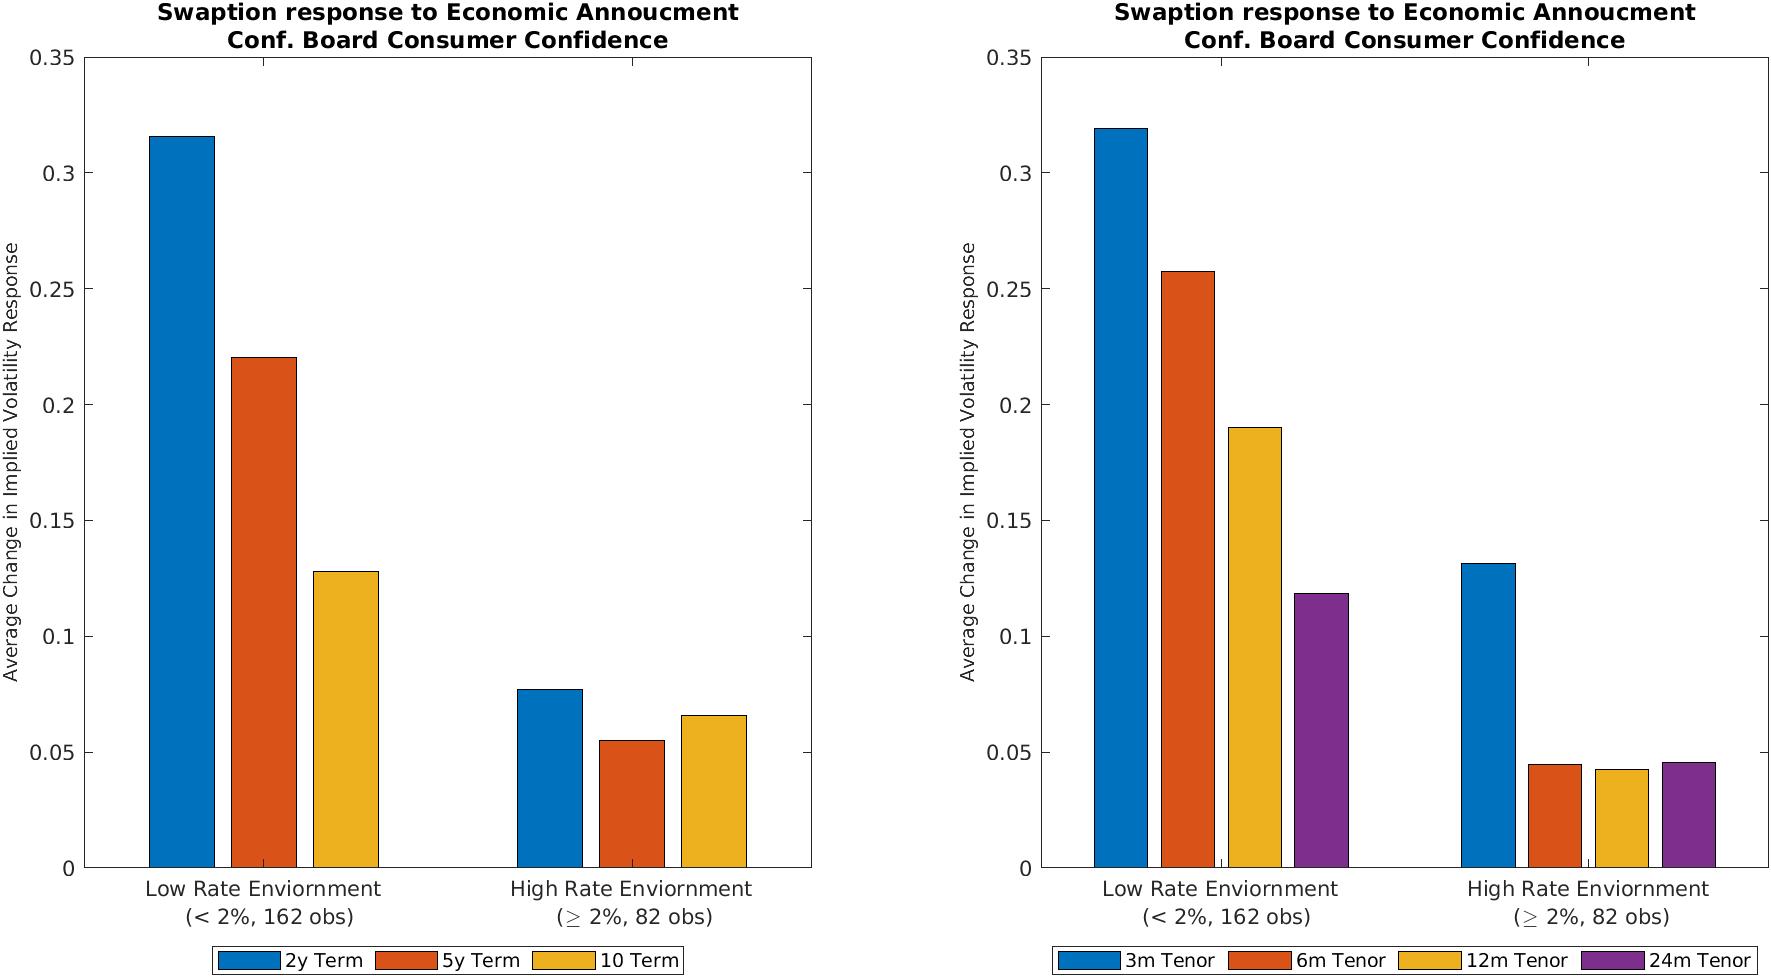 Swaption response to Economic Annoucment
Conf. Board Consumer Confidence
Average Change in Implied Volatility Response
0.35
0.3
0.25
0.2
0.15
0.1
0.05
0
Low Rate Enviornment
(< 2%, 162 obs)
High Rate Enviornment
(≥ 2%, 82 obs)
2y Term
5y Term
10 Term
Swaption response to Economic Annoucment
Conf. Board Consumer Confidence
Average Change in Implied Volatility Response
0.35
0.3
0.25
0.2
0.15
0.1
0.05
0
Low Rate Enviornment
(< 2%, 162 obs)
High Rate Enviornment
(≥ 2%, 82 obs)
3m Tenor
6m Tenor
12m Tenor
24m Tenor